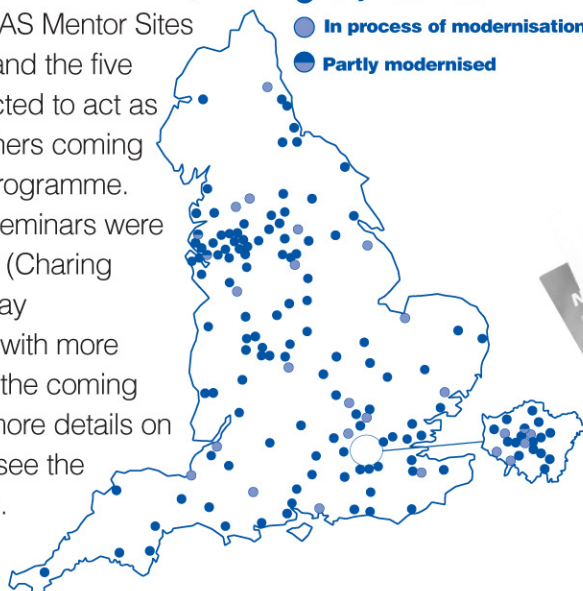 AS Mentor Sites
and the five
cted to act as
ners coming
rogramme.
eminars were
(Charing
ay
with more
the coming
nore details on
see the
.
In process of modernisation
Partly modernised